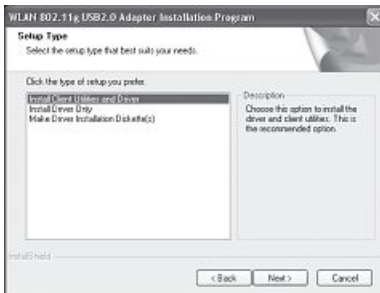 WLAN 802.11g USB2.0 Adapter Installation Program
Setup Type
Select the setup type that best suits your needs.
Click the type of setup you prefer.
Install Client Utilities and Driver
Install Driver Only
Make Driver Installation Diskette(s)
Description
Choose this option to install the
driver and client utilities. This is
the recommended option.
InstallShield
< Back
Next >
Cancel